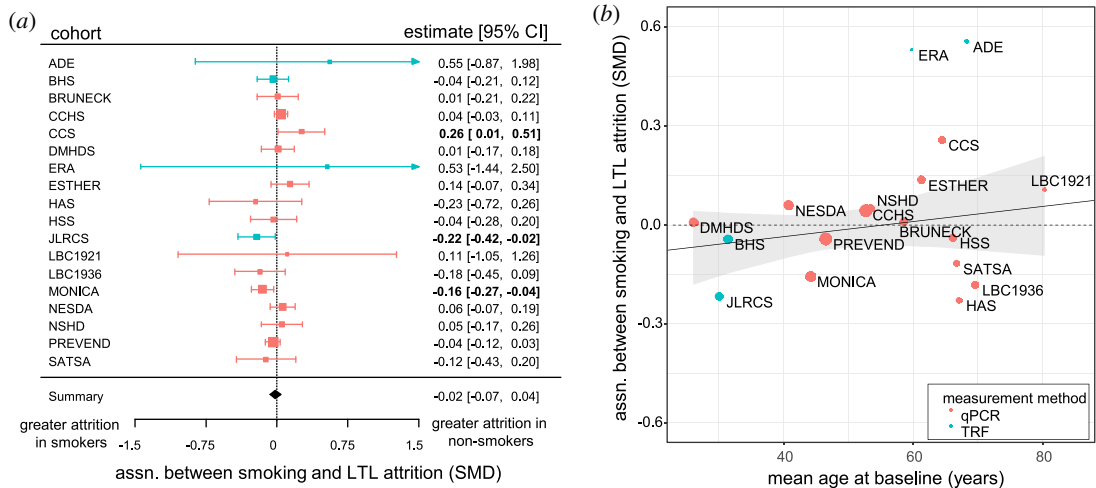 (a)
cohort estimate [95% CI]
ADE 0.55 [-0.87, 1.98]
BHS -0.04 [-0.21, 0.12]
BRUNECK 0.01 [-0.21, 0.22]
CCHS 0.04 [-0.03, 0.11]
CCS 0.26 [ 0.01, 0.51]
DMHDS 0.01 [-0.17, 0.18]
ERA 0.53 [-1.44, 2.50]
ESTHER 0.14 [-0.07, 0.34]
HAS -0.23 [-0.72, 0.26]
HSS -0.04 [-0.28, 0.20]
JLRCS -0.22 [-0.42, -0.02]
LBC1921 0.11 [-1.05, 1.26]
LBC1936 -0.18 [-0.45, 0.09]
MONICA -0.16 [-0.27, -0.04]
NESDA 0.06 [-0.07, 0.19]
NSHD 0.05 [-0.17, 0.26]
PREVEND -0.04 [-0.12, 0.03]
SATSA -0.12 [-0.43, 0.20]
Summary -0.02 [-0.07, 0.04]
greater attrition
in smokers
greater attrition in
non-smokers
-1.5 -0.75 0 0.75 1.5
assn. between smoking and LTL attrition (SMD)
(b)
assn. between smoking and LTL attrition (SMD)
0.6
0.3
0.0
-0.3
-0.6
ERA
ADE
CCS
ESTHER
LBC1921
NESDA
NSHD
CCHS
DMHDS
BHS
PREVEND
BRUNECK
HSS
MONICA
SATSA
LBC1936
HAS
JLRCS
measurement method
qPCR
TRF
40 60 80
mean age at baseline (years)